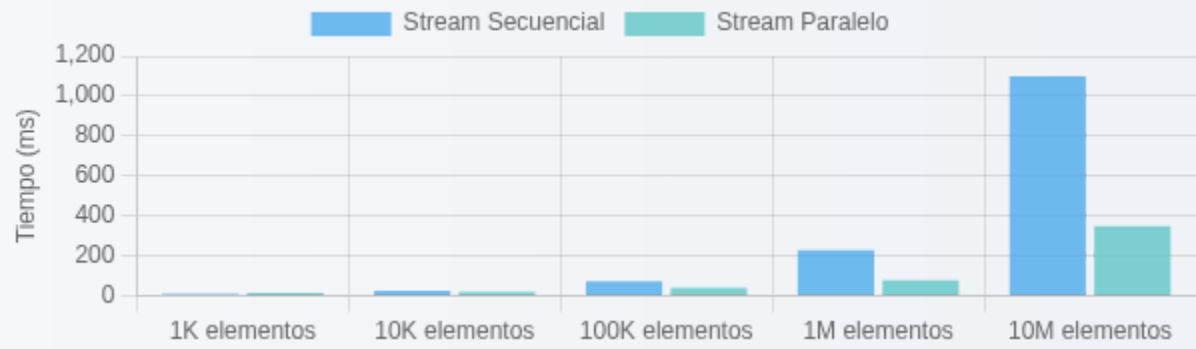 Stream Secuencial Stream Paralelo
1,200
1,000
800
600
400
200
0
Tiempo (ms)
1K elementos 10K elementos 100K elementos 1M elementos 10M elementos